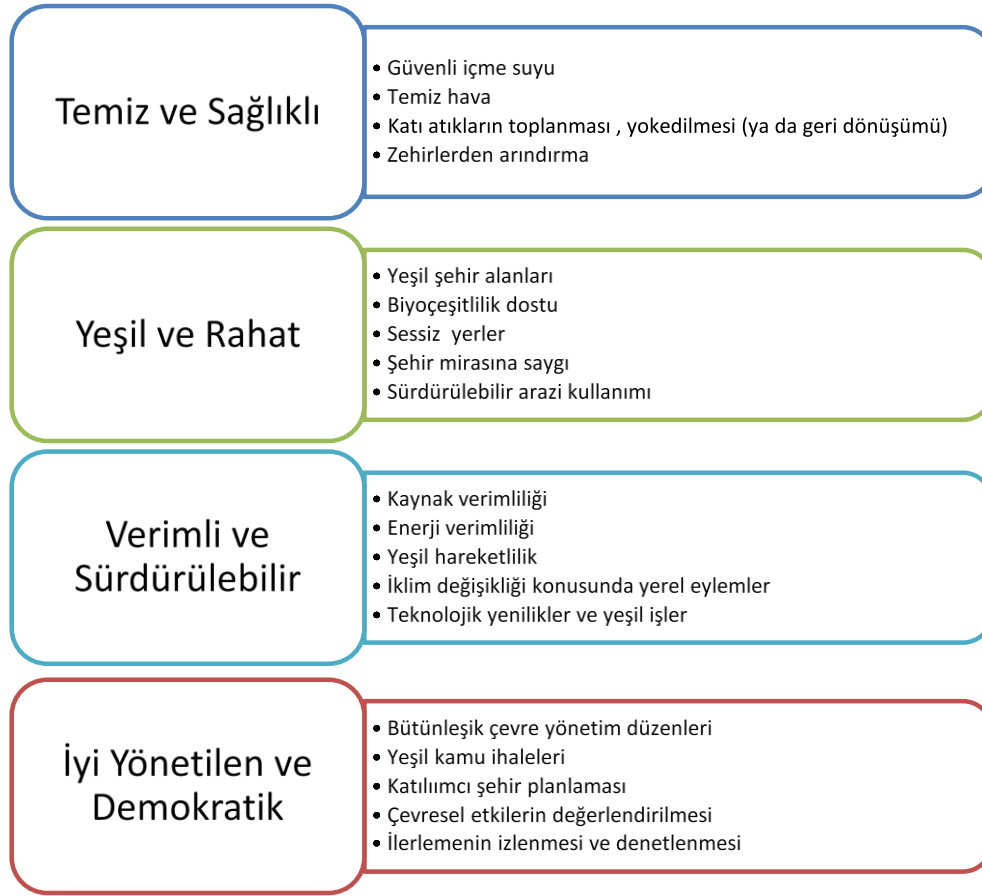 Temiz ve Sağlıklı
• Güvenli içme suyu
• Temiz hava
• Katı atıkların toplanması , yokedilmesi (ya da geri dönüşümü)
• Zehirlerden arındırma
Yeşil ve Rahat
• Yeşil şehir alanları
• Biyoçeşitlilik dostu
• Sessiz  yerler
• Şehir mirasına saygı
• Sürdürülebilir arazi kullanımı
Verimli ve
Sürdürülebilir
• Kaynak verimliliği
• Enerji verimliliği
• Yeşil hareketlilik
• İklim değişikliği konusunda yerel eylemler
• Teknolojik yenilikler ve yeşil işler
İyi Yönetilen ve
Demokratik
• Bütünleşik çevre yönetim düzenleri
• Yeşil kamu ihaleleri
• Katılıımcı şehir planlaması
• Çevresel etkilerin değerlendirilmesi
• İlerlemenin izlenmesi ve denetlenmesi